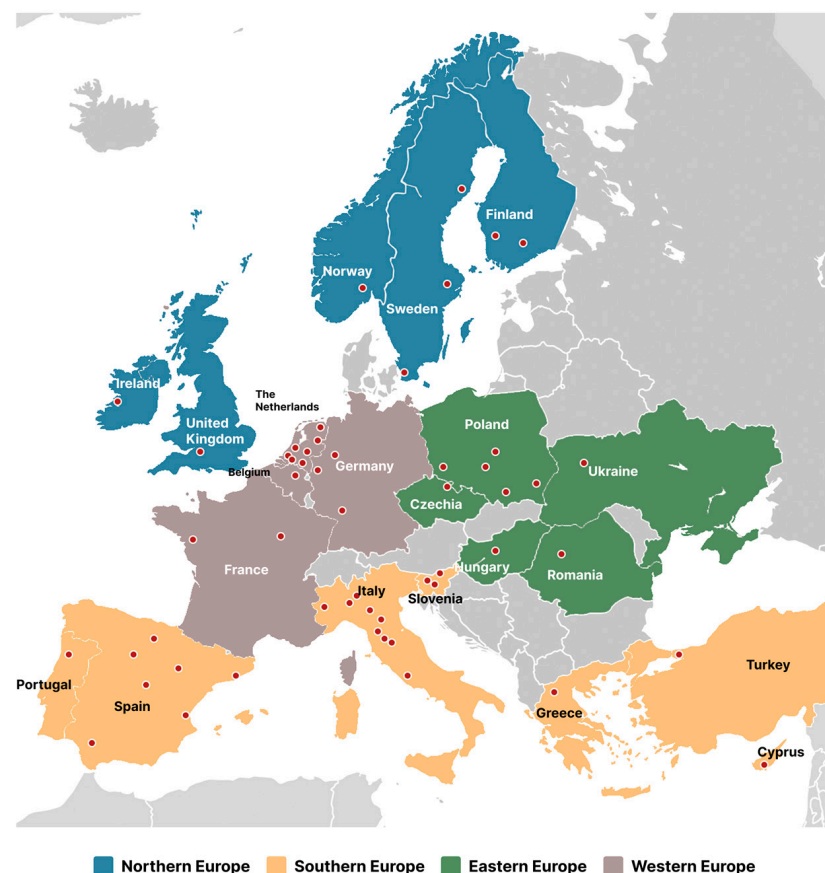 Finland
Norway
Sweden
Ireland
The
Netherlands
United
Kingdom
Poland
Germany
Ukraine
Belgium
Czechia
France
Hungary
Romania
Italy
Slovenia
Turkey
Portugal
Spain
Greece
Cyprus
Northern Europe
Southern Europe
Eastern Europe
Western Europe